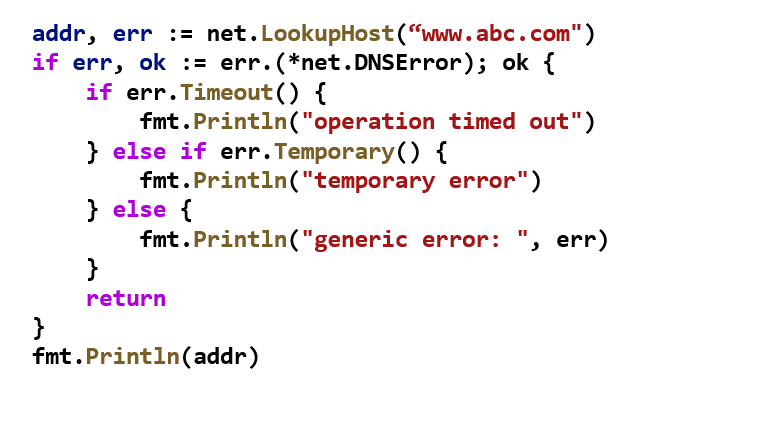 addr, err := net.LookupHost(“www.abc.com")
if err, ok := err.(*net.DNSError); ok {
    if err.Timeout() {
        fmt.Println("operation timed out")
    } else if err.Temporary() {
        fmt.Println("temporary error")
    } else {
        fmt.Println("generic error: ", err)
    }
    return
}
fmt.Println(addr)